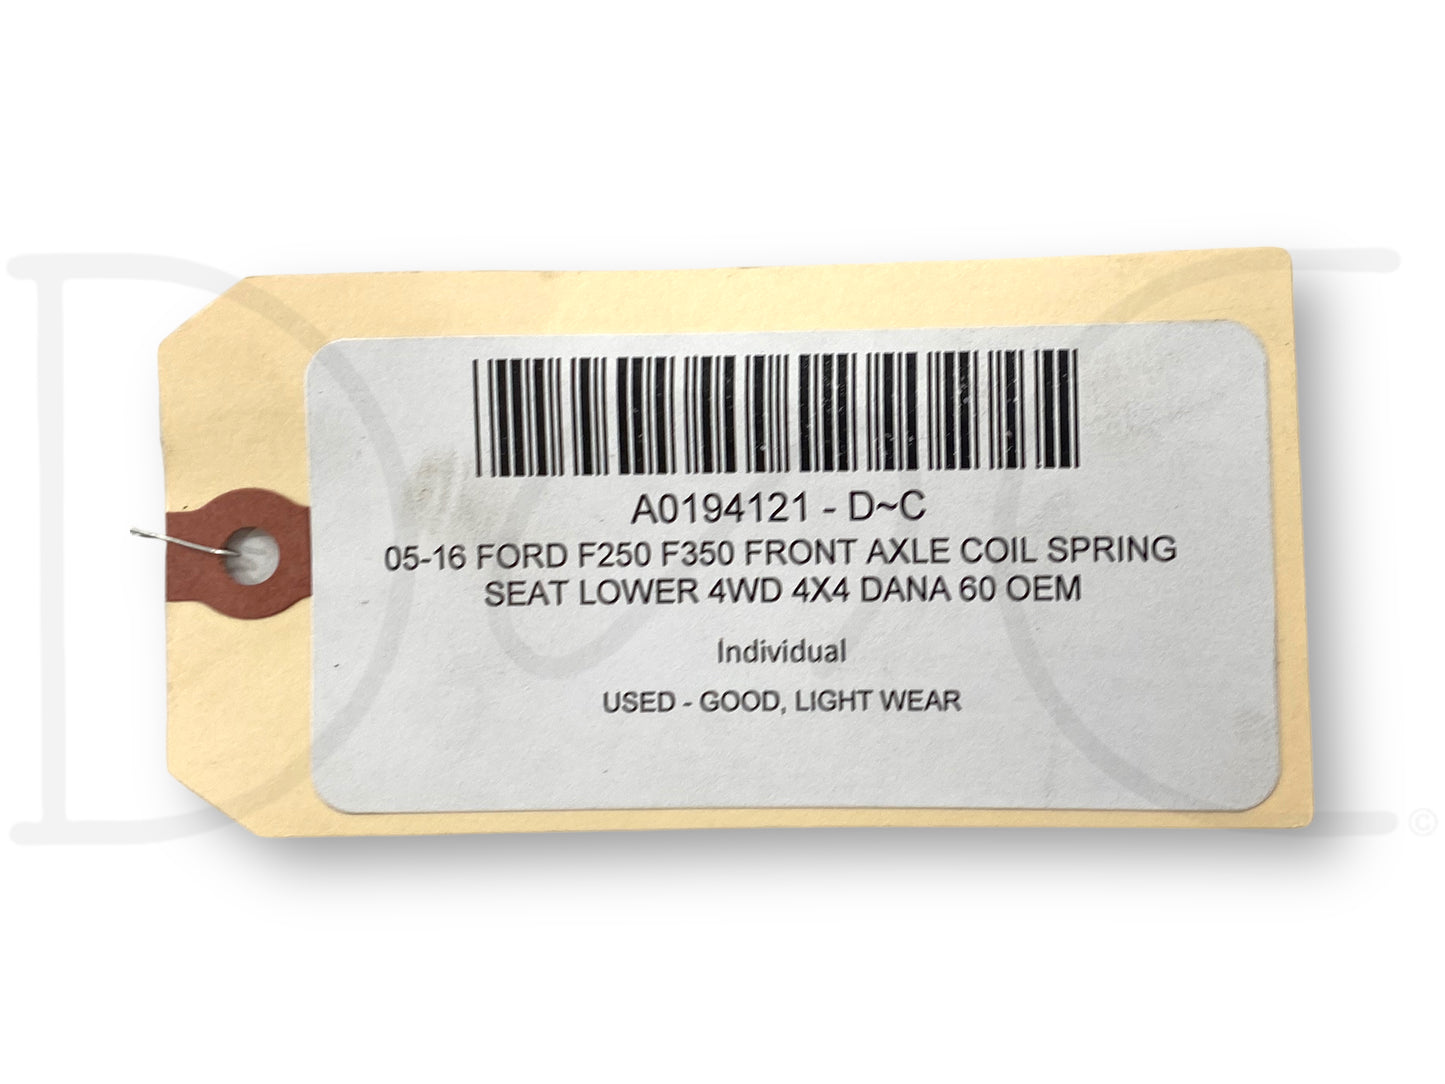 A0194121 - D~C
05-16 FORD F250 F350 FRONT AXLE COIL SPRING
SEAT LOWER 4WD 4X4 DANA 60 OEM
Individual
USED - GOOD, LIGHT WEAR
©